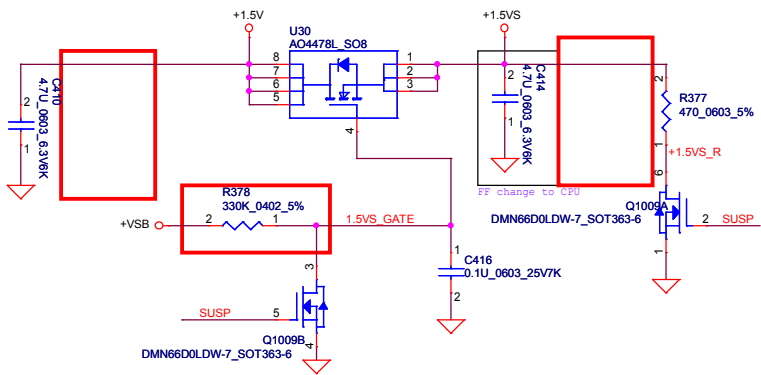 +1.5V
U30
AO4478L_SO8
+1.5VS
8
7
6
5
1
2
3
4
2
C410
4.7U_0603_6.3V6K
1
2
C414
4.7U_0603_6.3V6K
1
2
R377
470_0603_5%
1
+1.5VS_R
FF change to CPU
R378
330K_0402_5%
+VSB
2
1
1.5VS_GATE
6
Q1009A
DMN66D0LDW-7_SOT363-6
2
SUSP
1
1
C416
0.1U_0603_25V7K
2
3
SUSP
5
4
Q1009B
DMN66D0LDW-7_SOT363-6